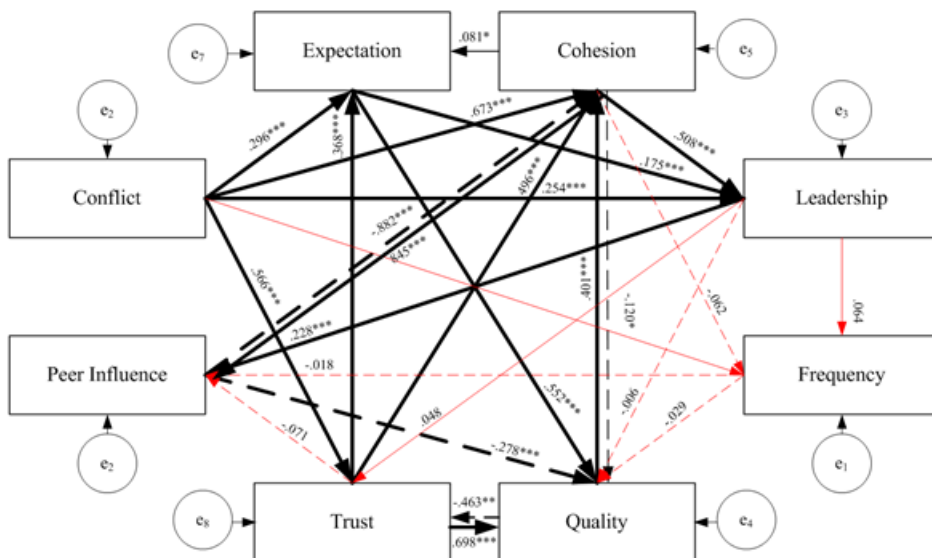 e7
Expectation
.081*
Cohesion
e5
e2
e3
.296***
.368***
.673***
.508***
.175***
Conflict
.496***
.254***
Leadership
-.882***
.845***
.566***
.401***
-.120*
-.062
.064
.228***
Peer Influence
-.018
Frequency
.552***
-.006
-.029
.048
-.071
-.278***
e2
e1
e8
Trust
-.463**
.698***
Quality
e4